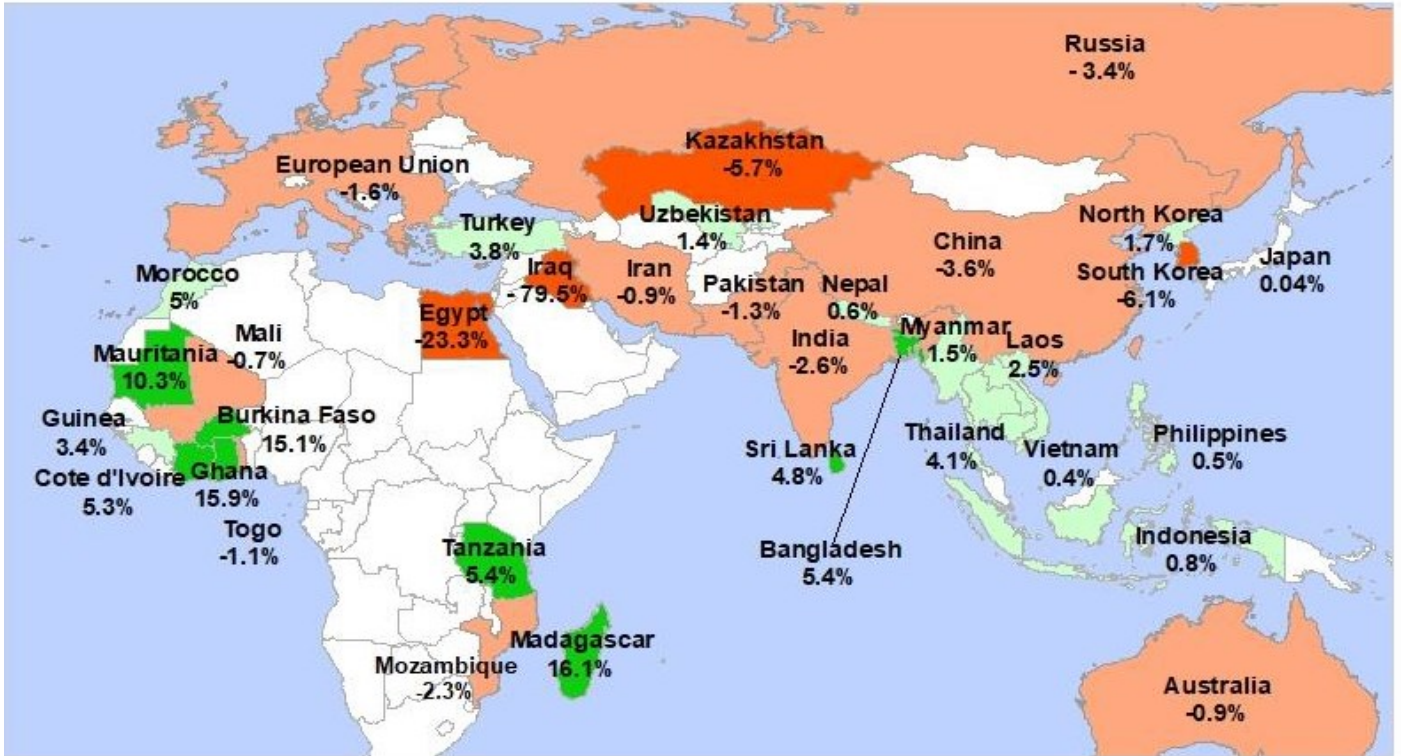 Russia
- 3.4%
Kazakhstan
-5.7%
European Union
-1.6%
Turkey
3.8%
Uzbekistan
1.4%
North Korea
1.7%
China
-3.6%
Japan
0.04%
South Korea
-6.1%
Morocco
5%
Iraq
- 79.5%
Iran
-0.9%
Pakistan
-1.3%
Nepal
0.6%
Egypt
-23.3%
Mali
-0.7%
Mauritania
10.3%
India
-2.6%
Myanmar
1.5%
Laos
2.5%
Guinea
3.4%
Burkina Faso
15.1%
Cote d'Ivoire
5.3%
Ghana
15.9%
Togo
-1.1%
Sri Lanka
4.8%
Thailand
4.1%
Vietnam
0.4%
Philippines
0.5%
Tanzania
5.4%
Bangladesh
5.4%
Indonesia
0.8%
Madagascar
16.1%
Mozambique
-2.3%
Australia
-0.9%